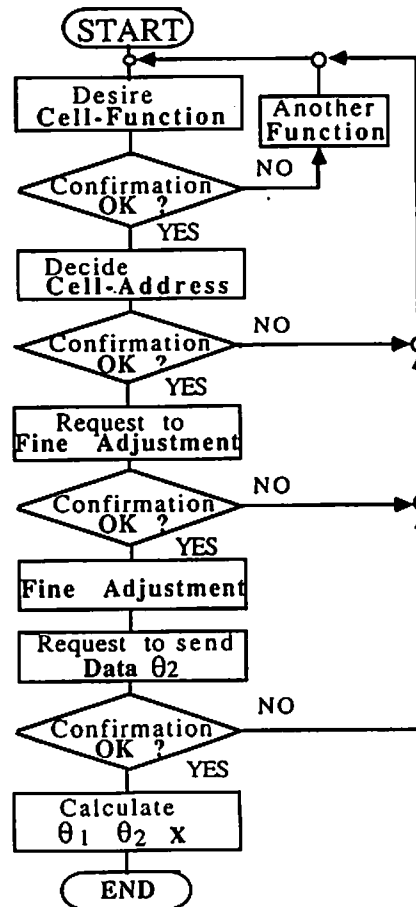 START
Desire
Cell-Function
Another
Function
Confirmation
OK ?
NO
YES
Decide
Cell-Address
Confirmation
OK ?
NO
YES
Request to
Fine Adjustment
Confirmation
OK ?
NO
YES
Fine Adjustment
Request to send
Data θ2
Confirmation
OK ?
NO
YES
Calculate
θ1 θ2 X
END